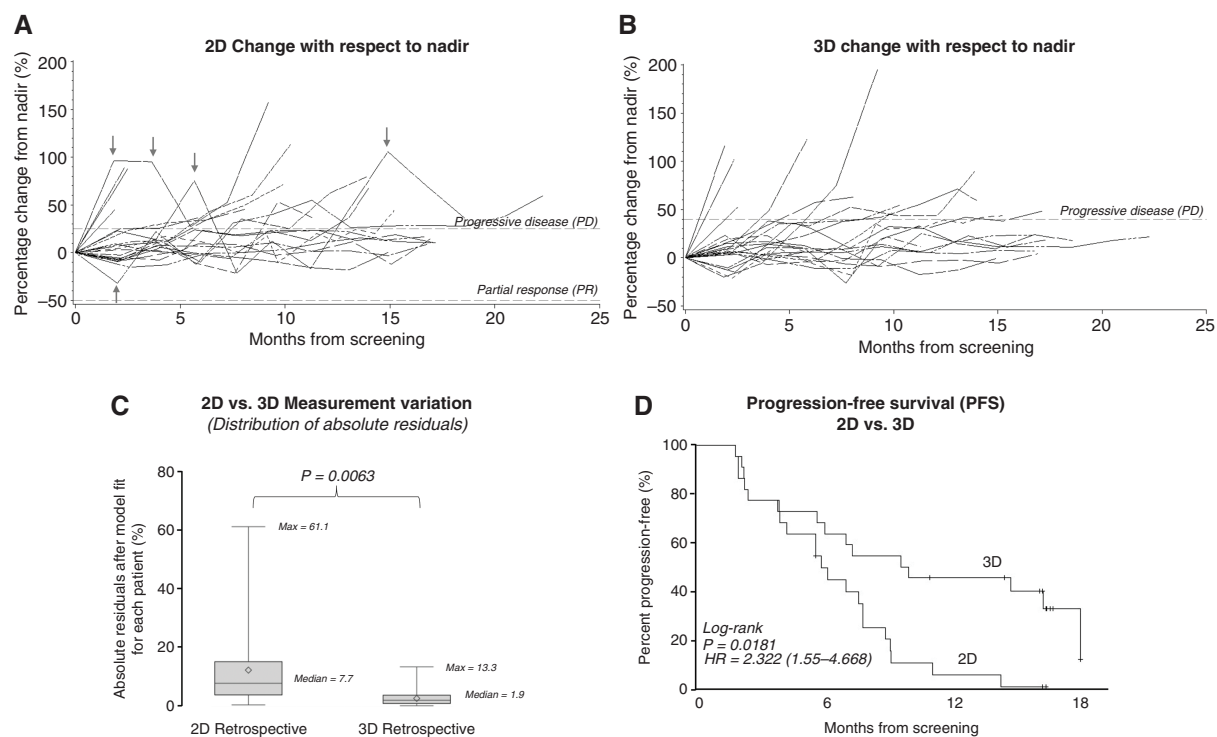 A
2D Change with respect to nadir
Percentage change from nadir (%)
200
150
100
50
0
–50
Progressive disease (PD)
Partial response (PR)
0 5 10 15 20 25
Months from screening
B
3D change with respect to nadir
Percentage change from nadir (%)
200
150
100
50
0
–50
Progressive disease (PD)
0 5 10 15 20 25
Months from screening
C
2D vs. 3D Measurement variation
(Distribution of absolute residuals)
Absolute residuals after model fit
for each patient (%)
80
60
40
20
0
P = 0.0063
Max = 61.1
Median = 7.7
Max = 13.3
Median = 1.9
2D Retrospective 3D Retrospective
D
Progression-free survival (PFS)
2D vs. 3D
Percent progression-free (%)
100
80
60
40
20
0
3D
2D
Log-rank
P = 0.0181
HR = 2.322 (1.55–4.668)
0 6 12 18
Months from screening